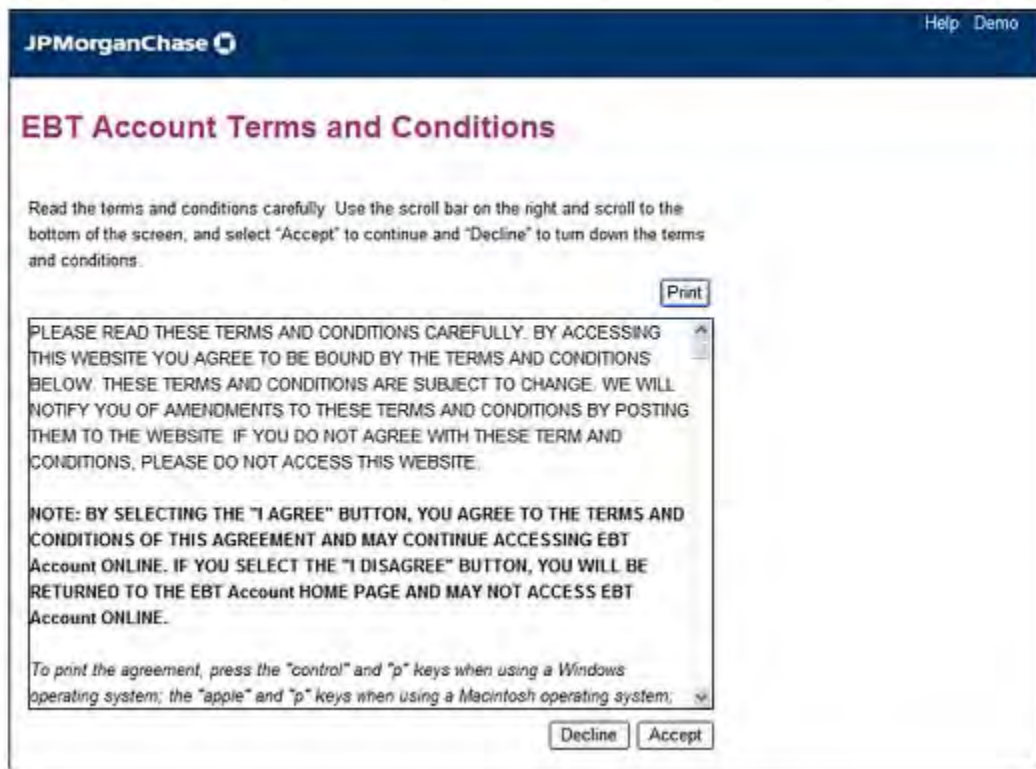 Help Demo
JPMorganChase
EBT Account Terms and Conditions
Read the terms and conditions carefully. Use the scroll bar on the right and scroll to the
bottom of the screen, and select "Accept" to continue and "Decline" to turn down the terms
and conditions.
Print
PLEASE READ THESE TERMS AND CONDITIONS CAREFULLY. BY ACCESSING
THIS WEBSITE YOU AGREE TO BE BOUND BY THE TERMS AND CONDITIONS
BELOW. THESE TERMS AND CONDITIONS ARE SUBJECT TO CHANGE. WE WILL
NOTIFY YOU OF AMENDMENTS TO THESE TERMS AND CONDITIONS BY POSTING
THEM TO THE WEBSITE. IF YOU DO NOT AGREE WITH THESE TERM AND
CONDITIONS, PLEASE DO NOT ACCESS THIS WEBSITE.
NOTE: BY SELECTING THE "I AGREE" BUTTON, YOU AGREE TO THE TERMS AND
CONDITIONS OF THIS AGREEMENT AND MAY CONTINUE ACCESSING EBT
Account ONLINE. IF YOU SELECT THE "I DISAGREE" BUTTON, YOU WILL BE
RETURNED TO THE EBT Account HOME PAGE AND MAY NOT ACCESS EBT
Account ONLINE.
To print the agreement, press the "control" and "p" keys when using a Windows
operating system; the "apple" and "p" keys when using a Macintosh operating system;
Decline Accept